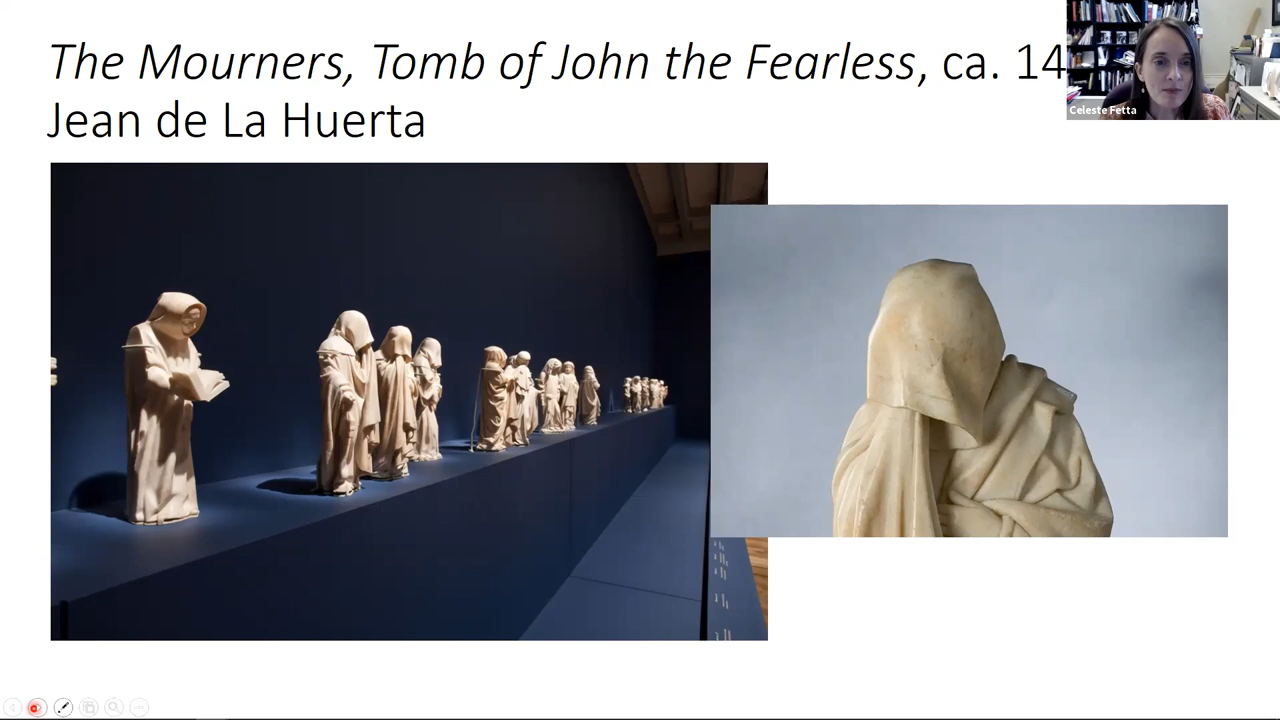 The Mourners, Tomb of John the Fearless, ca. 14
Jean de La Huerta
Celeste Fetta